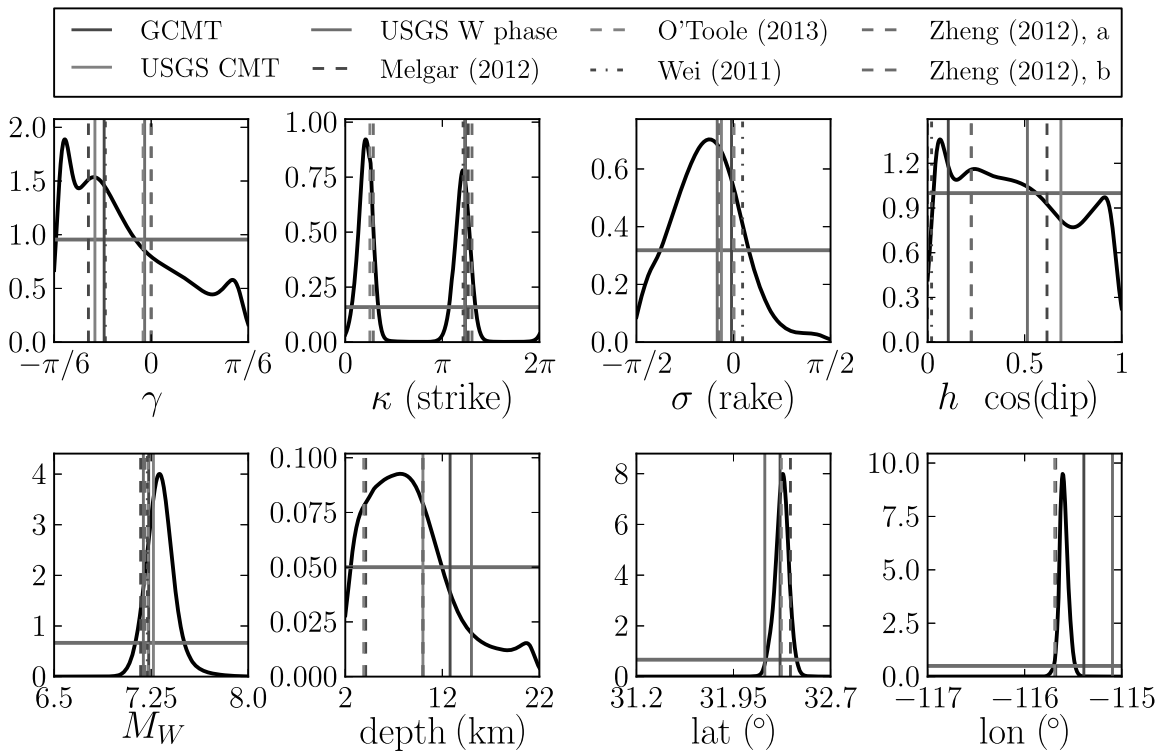 GCMT USGS W phase O'Toole (2013) Zheng (2012), a
USGS CMT Melgar (2012) Wei (2011) Zheng (2012), b
2.0
1.5
1.0
0.5
0.0
−π/6 0 π/6
γ
1.00
0.75
0.50
0.25
0.00
0 π 2π
κ (strike)
0.6
0.4
0.2
0.0
−π/2 0 π/2
σ (rake)
1.2
0.9
0.6
0.3
0.0
0 0.5 1
h cos(dip)
4
3
2
1
0
6.5 7.25 8.0
M_W
0.100
0.075
0.050
0.025
0.000
2 12 22
depth (km)
8
6
4
2
0
31.2 31.95 32.7
lat (°)
10.0
7.5
5.0
2.5
0.0
−117 −116 −115
lon (°)